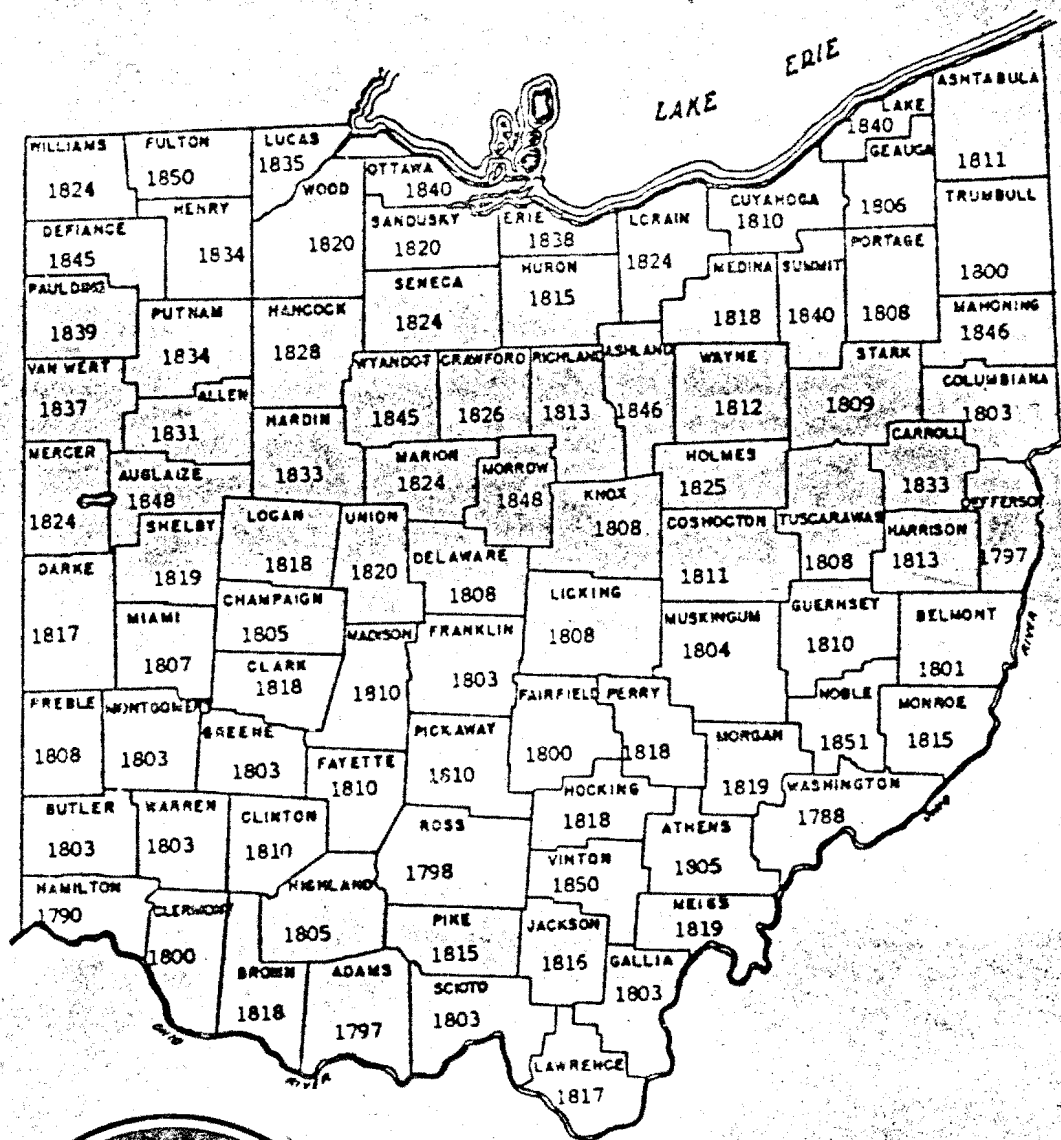 LAKE ERIE
ASHTABULA
1811
LAKE
1840
GEAUGA
1806
WILLIAMS
1824
FULTON
1850
LUCAS
1835
WOOD
1820
OTTAWA
1840
HENRY
1834
SANDUSKY
1820
ERIE
1838
LORAIN
1824
CUYAHOGA
1810
TRUMBULL
1800
DEFIANCE
1845
SENECA
1824
HURON
1815
MEDINA
1818
SUMMIT
1840
PORTAGE
1808
PAULDING
1839
PUTNAM
1834
HANCOCK
1828
MAHONING
1846
VAN WERT
1837
ALLEN
1831
WYANDOT
1845
CRAWFORD
1826
RICHLAND
1813
ASHLAND
1846
WAYNE
1812
STARK
1809
COLUMBIANA
1803
HARDIN
1833
MERCER
1824
AUGLAIZE
1848
MARION
1824
MORROW
1848
HOLMES
1825
CARROLL
1833
KNOX
1808
JEFFERSON
1797
SHELBY
1819
LOGAN
1818
UNION
1820
DELAWARE
1808
COSHOCTON
1811
TUSCARAWAS
1808
HARRISON
1813
DARKE
1817
MIAMI
1807
CHAMPAIGN
1805
CLARK
1818
MADISON
1810
FRANKLIN
1803
LICKING
1808
MUSKINGUM
1804
GUERNSEY
1810
BELMONT
1801
RIVER
PREBLE
1808
MONTGOMERY
1803
GREENE
1803
FAYETTE
1810
PICKAWAY
1810
FAIRFIELD
1800
PERRY
1818
MORGAN
1819
NOBLE
1851
MONROE
1815
WASHINGTON
1788
BUTLER
1803
WARREN
1803
CLINTON
1810
ROSS
1798
HOCKING
1818
ATHENS
1805
VINTON
1850
HAMILTON
1790
CLERMONT
1800
HIGHLAND
1805
PIKE
1815
JACKSON
1816
MEIGS
1819
GALLIA
1803
BROWN
1818
ADAMS
1797
SCIOTO
1803
LAWRENCE
1817
OHIO
RIVER